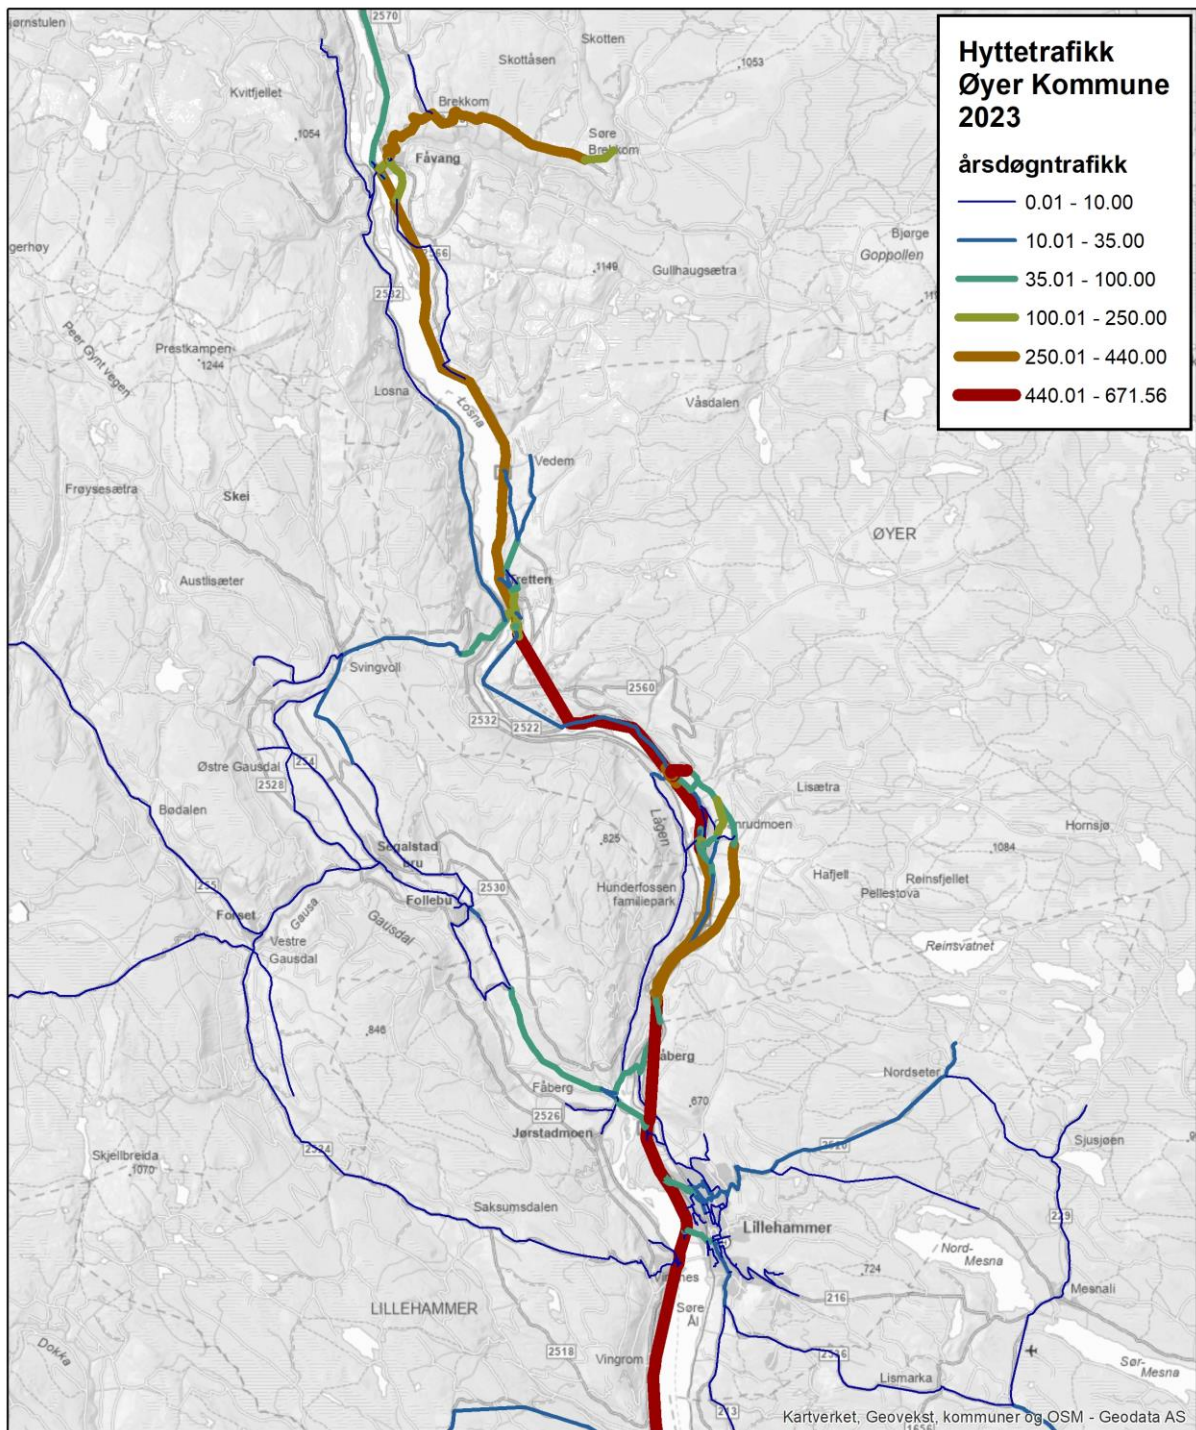 Hyttetrafikk
Øyer Kommune
2023
årsdøgntrafikk
0.01 - 10.00
10.01 - 35.00
35.01 - 100.00
100.01 - 250.00
250.01 - 440.00
440.01 - 671.56
2570
Skotten
Skottåsen
1053
Kvitfjellet
Brekkom
1054
Søre
Brekkom
Fåvang
Bjørge
Goppollen
2566
1149
Gullhaugsætra
2532
Peer Gynt vegen
Prestkampen
1244
Losna
Losna
Våsdalen
Vedem
Frøysesætra
Skei
ØYER
Austlisæter
Tretten
Svingvoll
2560
2532
2522
254
Østre Gausdal
2528
Lisætra
Bødalen
Lågen
825
Hornsjø
1084
Segalstad
bru
Hafjell
Reinsfjellet
Pellestova
255
2530
Hunderfossen
familiepark
Follebu
Forset
Gausa
Gausdal
Vestre
Gausdal
Reinsvatnet
846
Fåberg
Nordseter
670
2526
Jørstadmoen
Sjusjøen
Skjellbreida
1070
2524
Saksumsdalen
229
Lillehammer
Nord-
Mesna
724
Mesnali
LILLEHAMMER
Søre
Ål
216
2518
Vingrom
Dokka
Lismarka
Sør-
Mesna
213
Kartverket, Geovekst, kommuner og OSM - Geodata AS